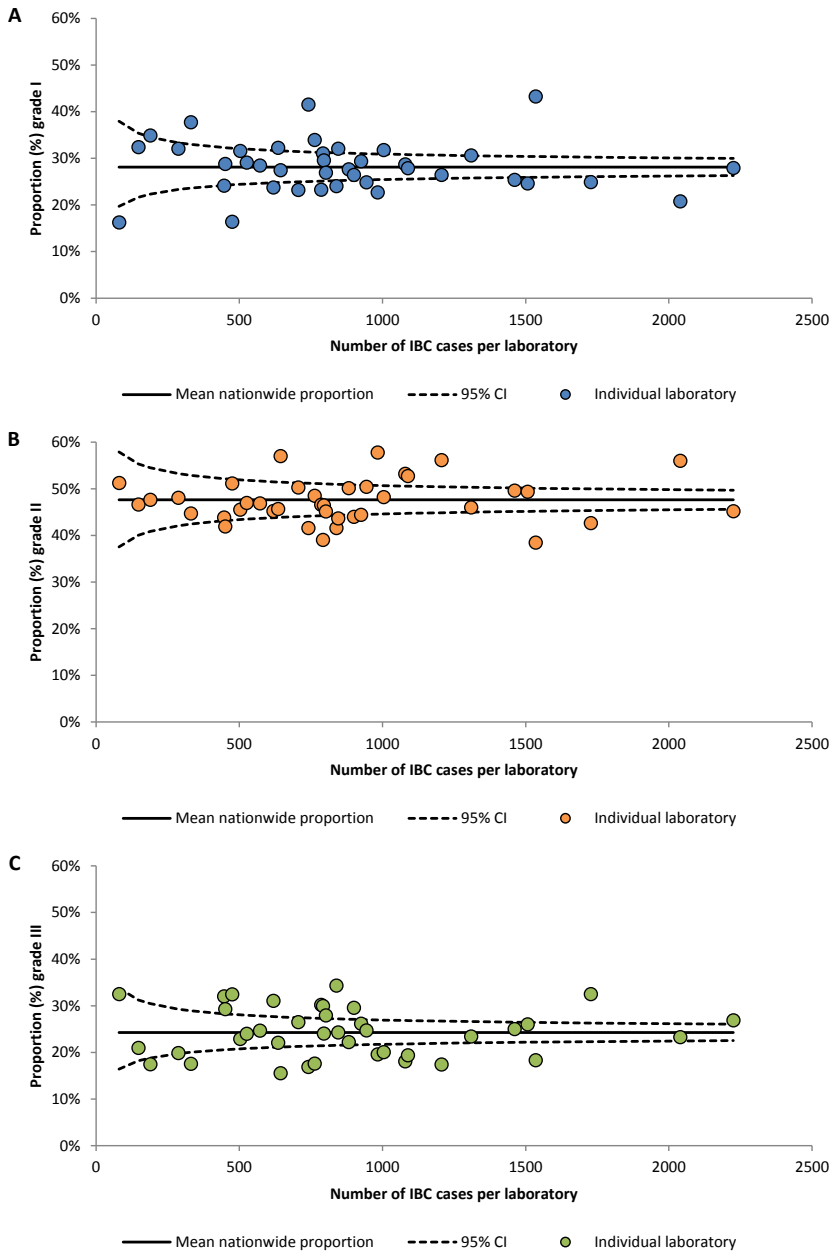 A
60%
50%
40%
30%
20%
10%
0%
Proportion (%) grade I
0 500 1000 1500 2000 2500
Number of IBC cases per laboratory
Mean nationwide proportion 95% CI Individual laboratory
B
60%
50%
40%
30%
20%
10%
0%
Proportion (%) grade II
0 500 1000 1500 2000 2500
Number of IBC cases per laboratory
Mean nationwide proportion 95% CI Individual laboratory
C
60%
50%
40%
30%
20%
10%
0%
Proportion (%) grade III
0 500 1000 1500 2000 2500
Number of IBC cases per laboratory
Mean nationwide proportion 95% CI Individual laboratory